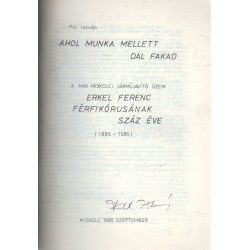 Pál István
AHOL MUNKA MELLETT
DAL FAKAD
A MÁV MISKOLCI JÁRMŰJAVÍTÓ ÜZEM
ERKEL FERENC
FÉRFIKÓRUSÁNAK
SZÁZ ÉVE
(1885-1985)
MISKOLC 1985 SZEPTEMBER